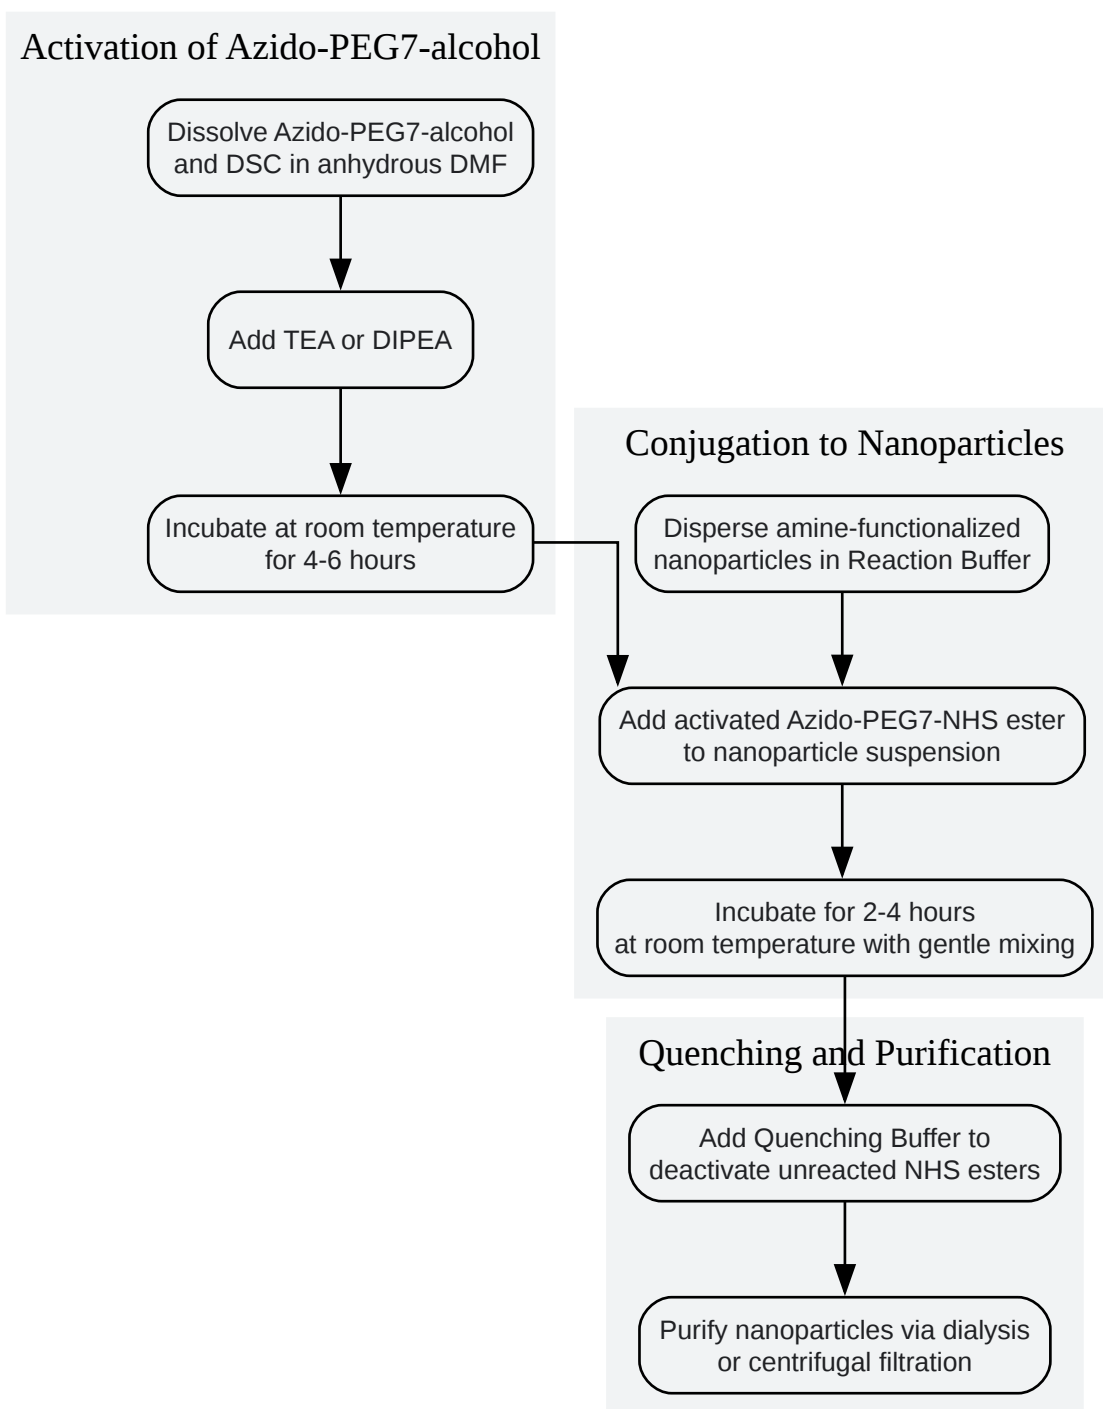 Activation of Azido-PEG7-alcohol
Dissolve Azido-PEG7-alcohol
and DSC in anhydrous DMF
Add TEA or DIPEA
Incubate at room temperature
for 4-6 hours
Conjugation to Nanoparticles
Disperse amine-functionalized
nanoparticles in Reaction Buffer
Add activated Azido-PEG7-NHS ester
to nanoparticle suspension
Incubate for 2-4 hours
at room temperature with gentle mixing
Quenching and Purification
Add Quenching Buffer to
deactivate unreacted NHS esters
Purify nanoparticles via dialysis
or centrifugal filtration